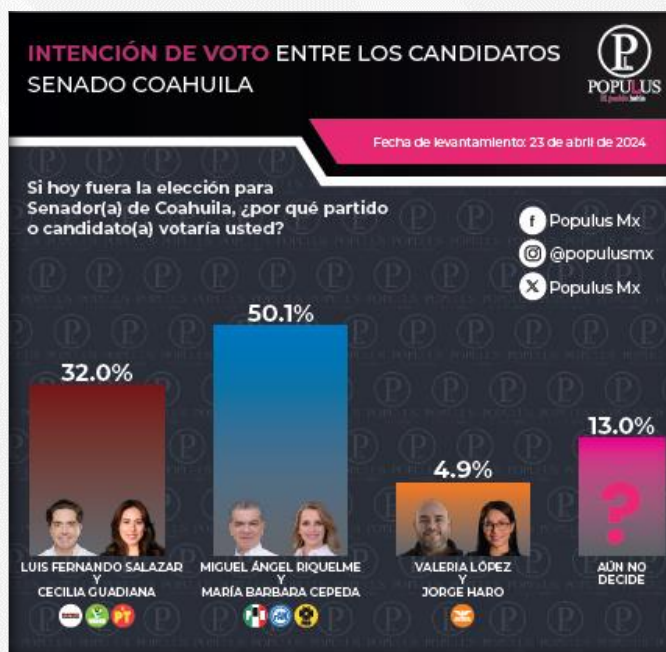 INTENCIÓN DE VOTO ENTRE LOS CANDIDATOS
SENADO COAHUILA
POPULUS
Fecha de levantamiento: 23 de abril de 2024
Si hoy fuera la elección para
Senador(a) de Coahuila, ¿por qué partido
o candidato(a) votaría usted?
Populus Mx
@populusmx
Populus Mx
32.0%
50.1%
4.9%
13.0%
?
LUIS FERNANDO SALAZAR
Y
CECILIA GUADIANA
PT
MIGUEL ÁNGEL RIQUELME
Y
MARÍA BARBARA CEPEDA
PRI
PAN
VALERIA LÓPEZ
Y
JORGE HARO
AÚN NO
DECIDE